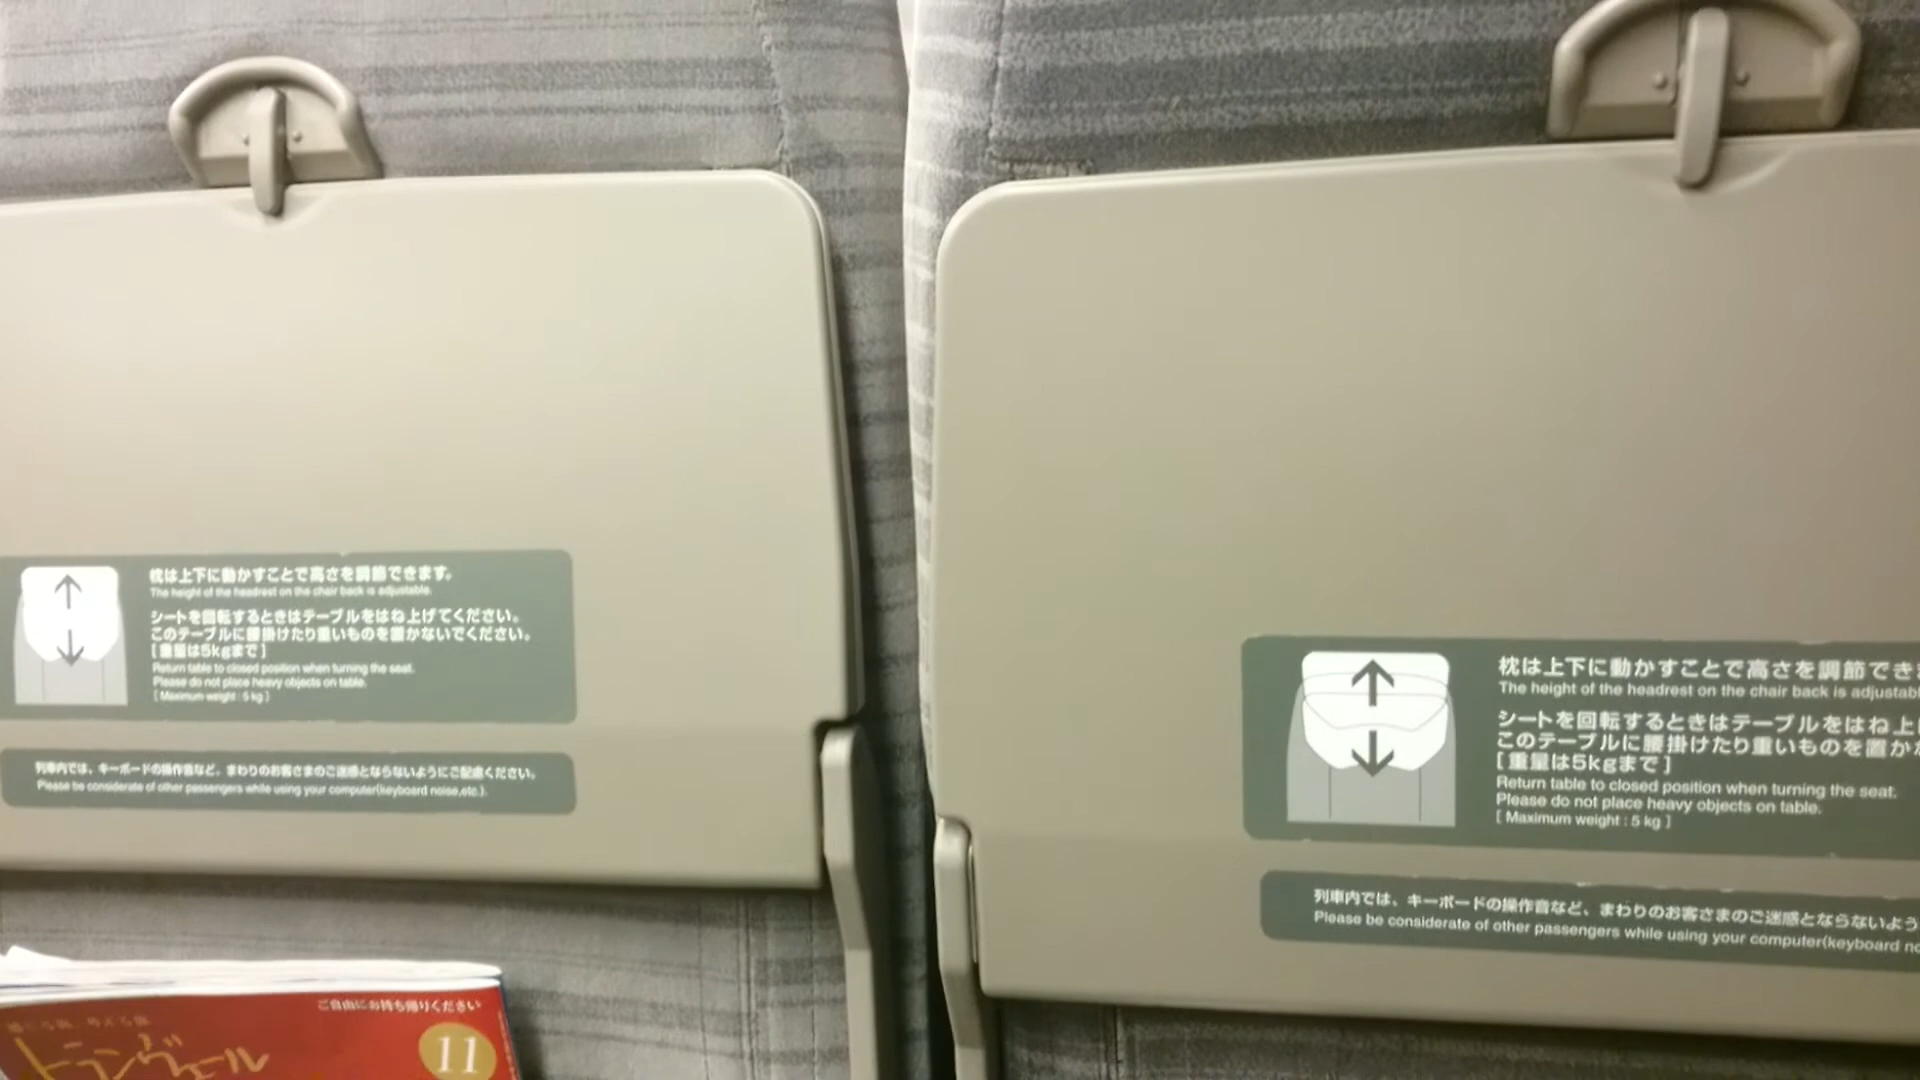 枕は上下に動かすことで高さを調節できます。
The height of the headrest on the chair back is adjustable.
シートを回転するときはテーブルをはね上げてください。
このテーブルに腰掛けたり重いものを置かないでください。
[重量は5kgまで]
Return table to closed position when turning the seat.
Please do not place heavy objects on table.
[ Maximum weight : 5 kg ]
列車内では、キーボードの操作音など、まわりのお客さまのご迷惑とならないようにご配慮ください。
Please be considerate of other passengers while using your computer(keyboard noise,etc.).
ご自由にお持ち帰りください
トランヴェール
11
枕は上下に動かすことで高さを調節でき
The height of the headrest on the chair back is adjustabl
シートを回転するときはテーブルをはね上
このテーブルに腰掛けたり重いものを置か
[重量は5kgまで]
Return table to closed position when turning the seat.
Please do not place heavy objects on table.
[ Maximum weight : 5 kg ]
列車内では、キーボードの操作音など、まわりのお客さまのご迷惑とならないよう
Please be considerate of other passengers while using your computer(keyboard no